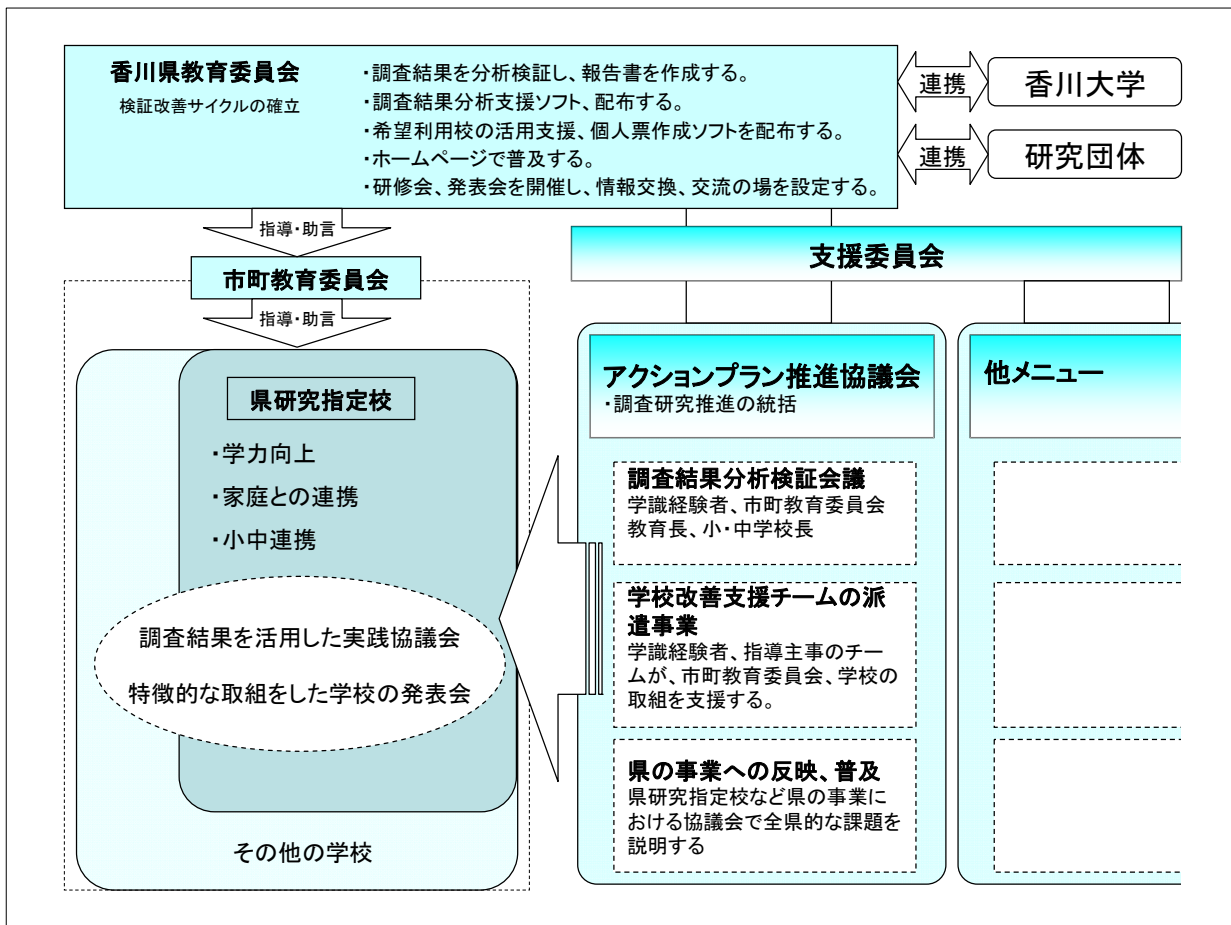 香川県教育委員会
検証改善サイクルの確立
・調査結果を分析検証し、報告書を作成する。
・調査結果分析支援ソフト、配布する。
・希望利用校の活用支援、個人票作成ソフトを配布する。
・ホームページで普及する。
・研修会、発表会を開催し、情報交換、交流の場を設定する。
連携
香川大学
連携
研究団体
指導・助言
市町教育委員会
指導・助言
県研究指定校
・学力向上
・家庭との連携
・小中連携
調査結果を活用した実践協議会
特徴的な取組をした学校の発表会
その他の学校
支援委員会
アクションプラン推進協議会
・調査研究推進の統括
調査結果分析検証会議
学識経験者、市町教育委員会
教育長、小・中学校長
学校改善支援チームの派
遣事業
学識経験者、指導主事のチー
ムが、市町教育委員会、学校の
取組を支援する。
県の事業への反映、普及
県研究指定校など県の事業に
おける協議会で全県的な課題を
説明する
他メニュー